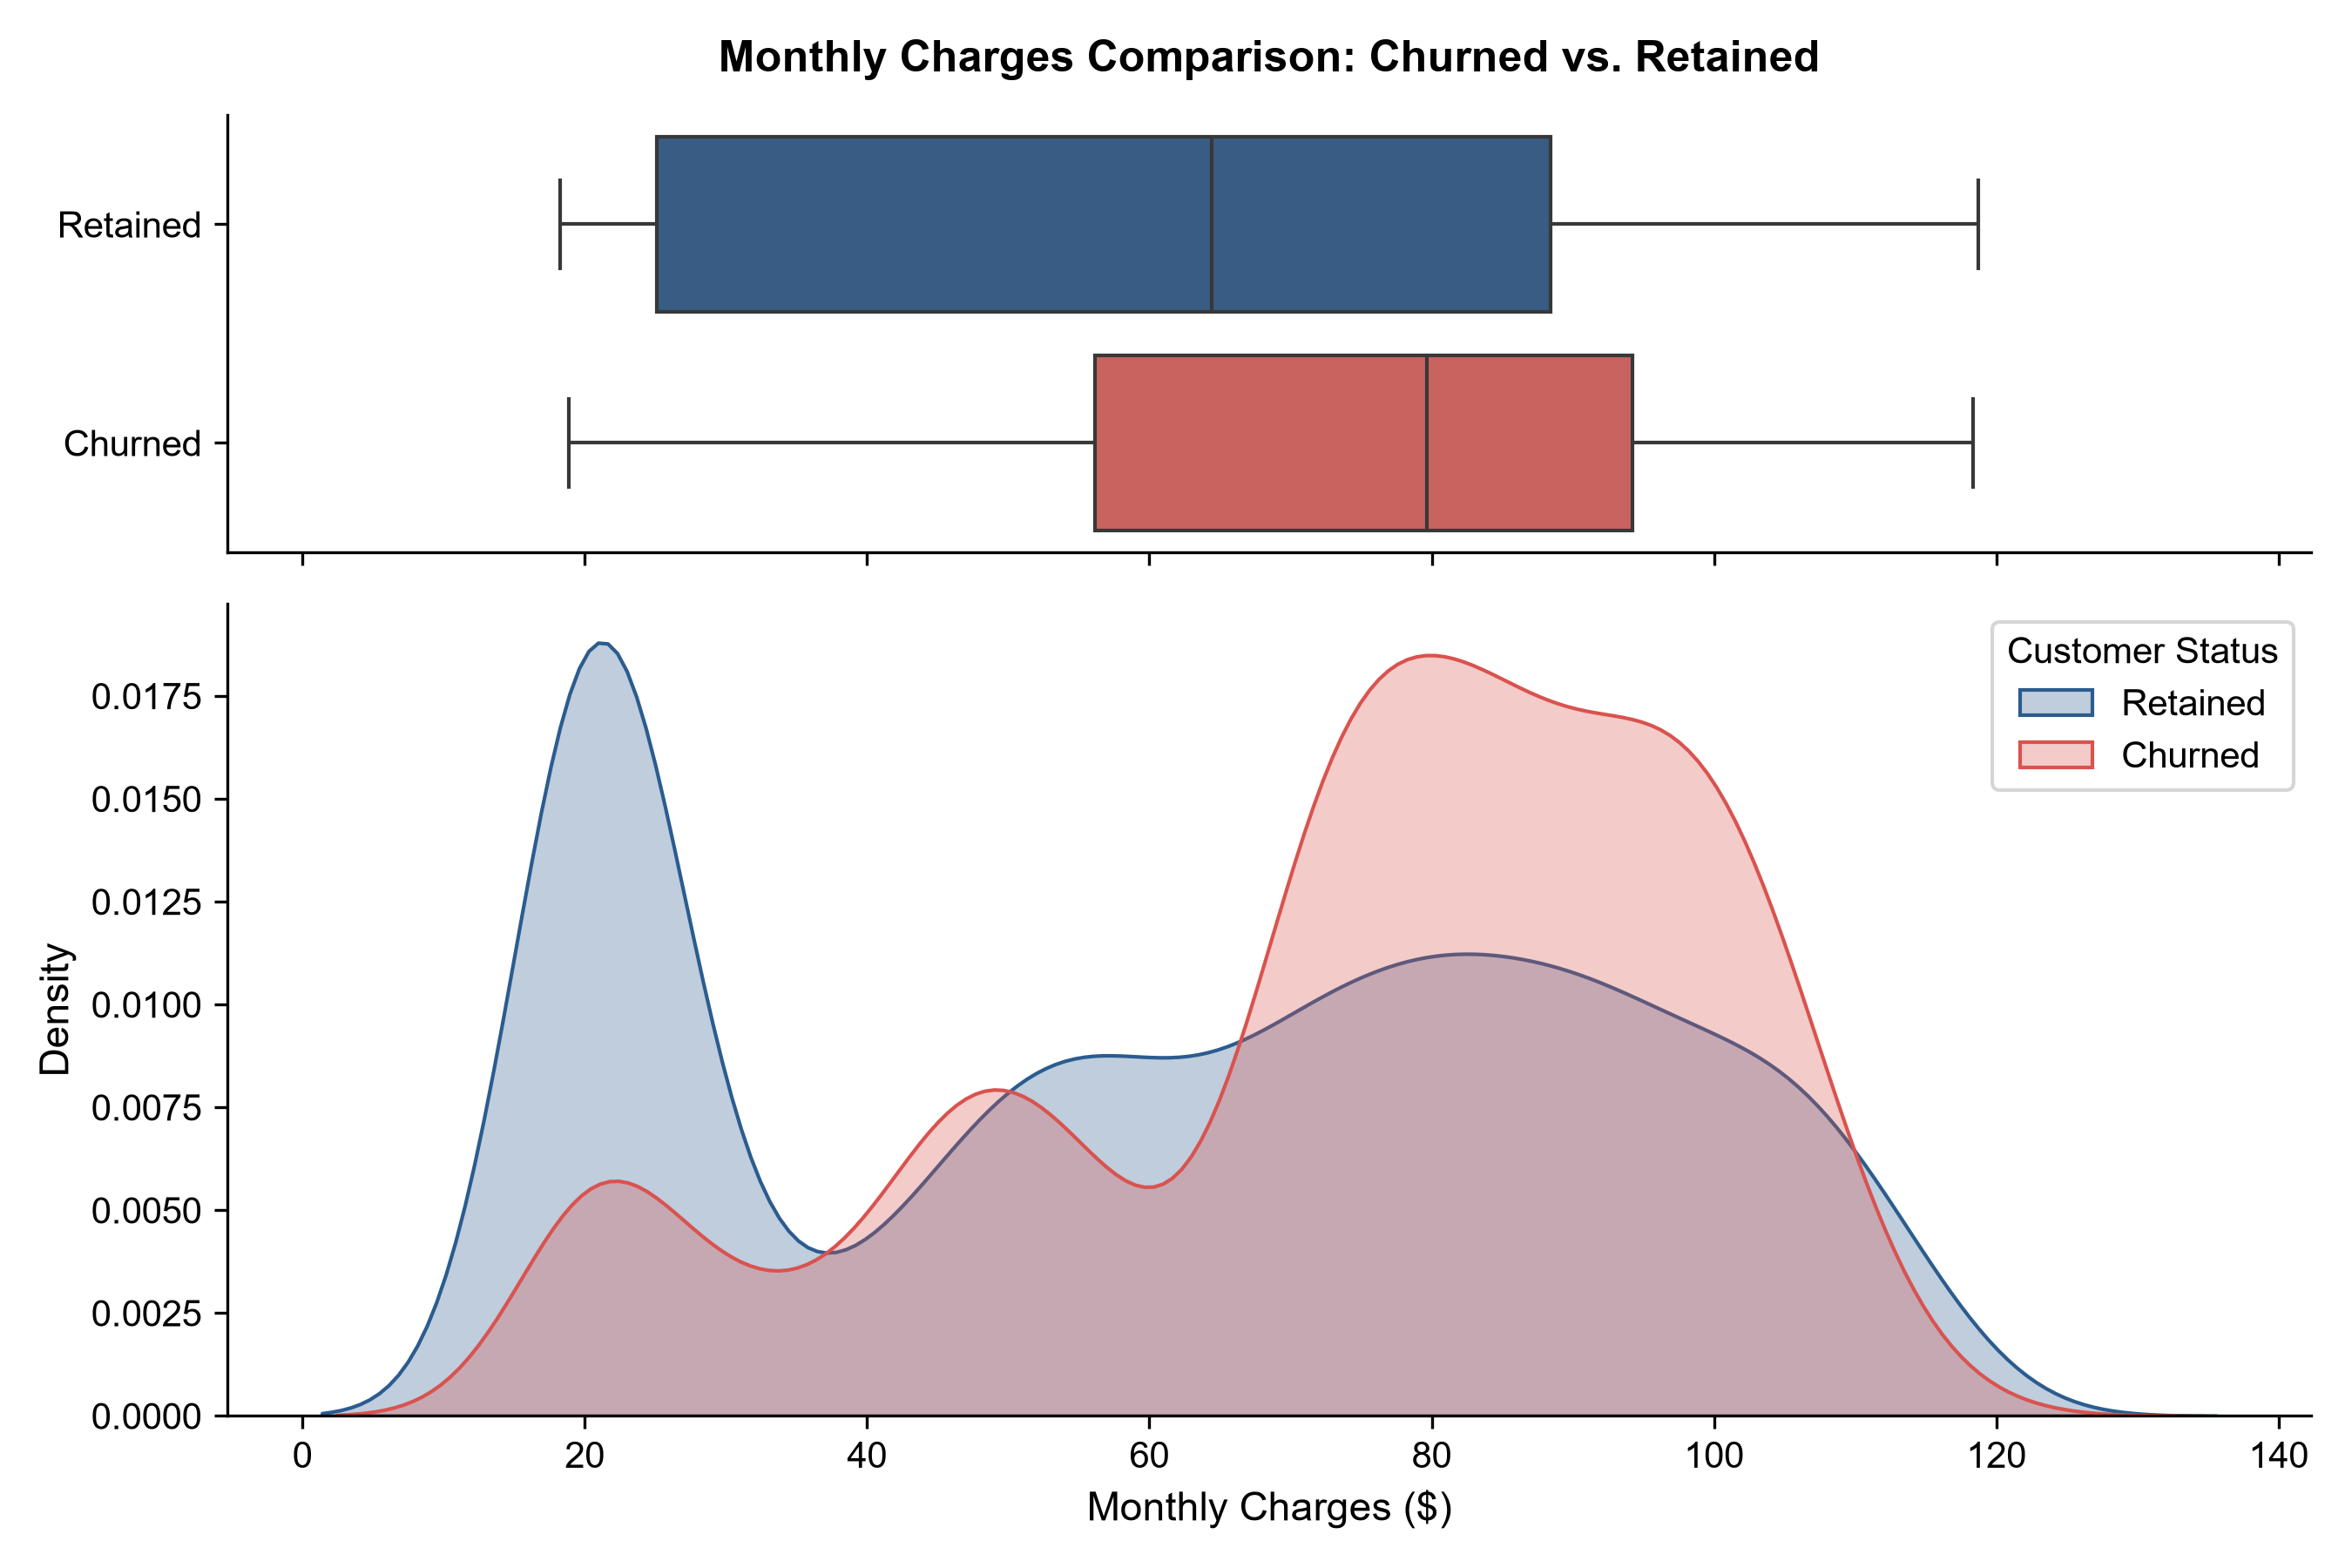 Monthly Charges Comparison: Churned vs. Retained
Retained
Churned
Customer Status
Retained
Churned
Density
0.0175
0.0150
0.0125
0.0100
0.0075
0.0050
0.0025
0.0000
0 20 40 60 80 100 120 140
Monthly Charges ($)